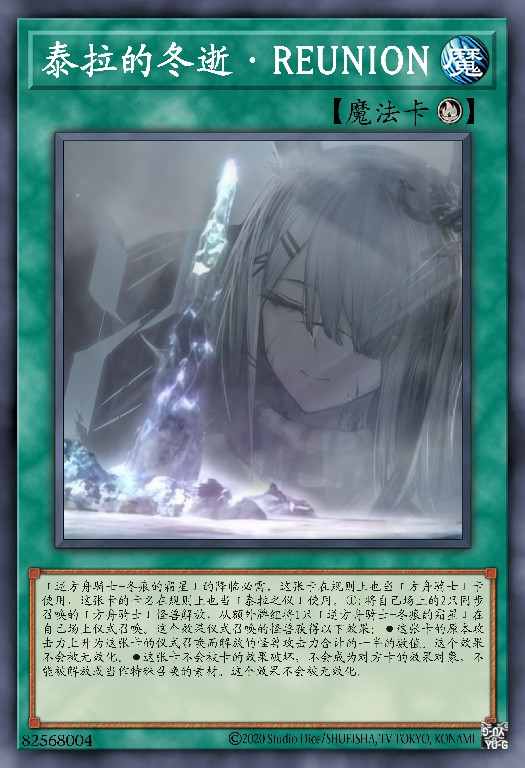 泰拉的冬逝·REUNION 魔
【魔法卡】
「逆方舟骑士-冬痕的霜星」的降临必需。这张卡在规则上也当「方舟骑士」卡
使用。这张卡的卡名在规则上也当「泰拉之仪」使用。①:将自己场上的2只同步
召唤的「方舟骑士」怪兽解放,从额外牌组将1只「逆方舟骑士-冬痕的霜星」在
自己场上仪式召唤。这个效果仪式召唤的怪兽获得以下效果:●这张卡的原本攻
击力上升为这张卡的仪式召唤而解放的怪兽攻击力合计的一半的数值。这个效果
不会被无效化。●这张卡不会被卡的效果破坏,不会成为对方卡的效果对象,不
能被解放或当作特殊召唤的素材。这个效果不会被无效化.
82568004 ©2020 Studio Dice/SHUEISHA, TV TOKYO, KONAMI